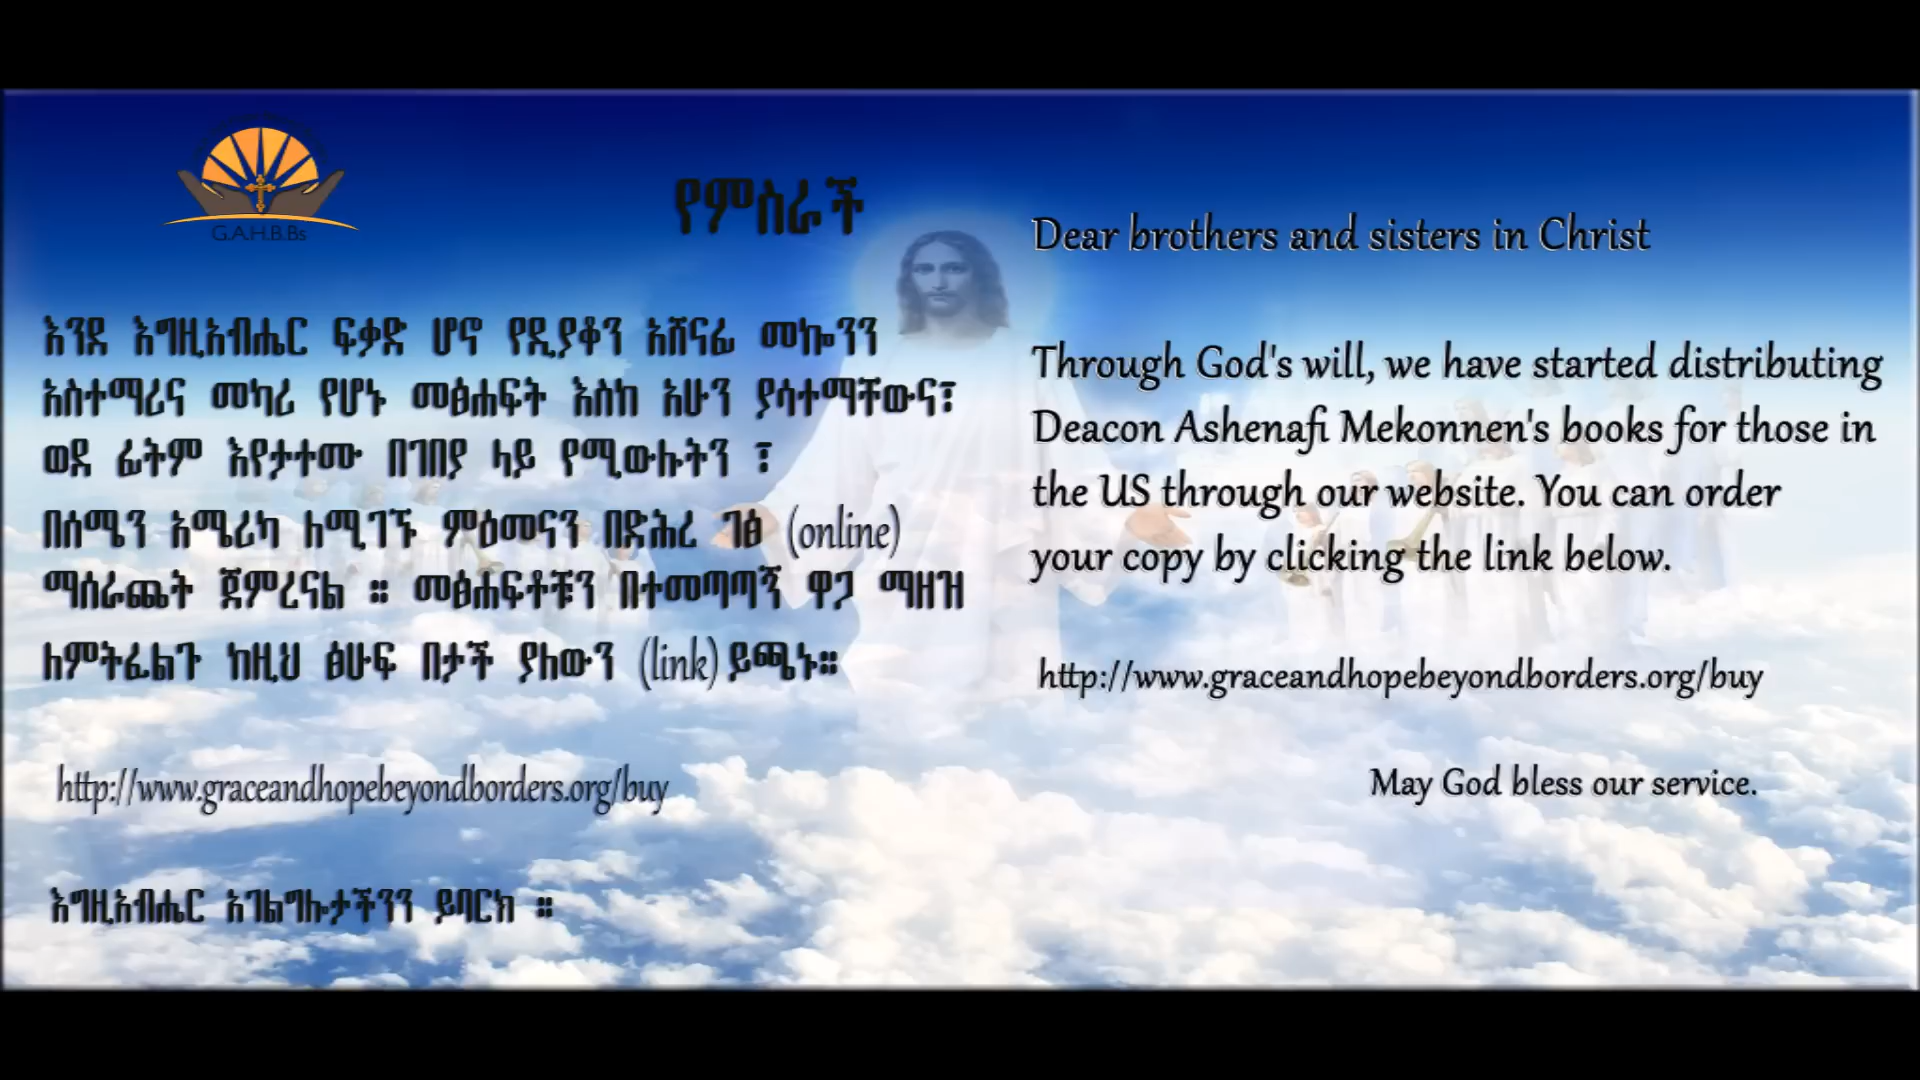 G.A.H.B.Bs
የምስራች
እንደ እግዚአብሔር ፍቃድ ሆኖ የዲያቆን አሸናፊ መኰንን
አስተማሪና መካሪ የሆኑ መፅሐፍት እስከ አሁን ያሳተማቸውና፣
ወደ ፊትም እየታተሙ በገበያ ላይ የሚውሉትን ፣
በሰሜን አሜሪካ ለሚገኙ ምዕመናን በድሕረ ገፅ (online)
ማሰራጨት ጀምረናል ። መፅሐፍቶቹን በተመጣጣኝ ዋጋ ማዘዝ
ለምትፈልጉ ከዚህ ፅሁፍ በታች ያለውን (link) ይጫኑ።
http://www.graceandhopebeyondborders.org/buy
እግዚአብሔር አገልግሎታችንን ይባርክ ።
Dear brothers and sisters in Christ
Through God's will, we have started distributing
Deacon Ashenafi Mekonnen's books for those in
the US through our website. You can order
your copy by clicking the link below.
http://www.graceandhopebeyondborders.org/buy
May God bless our service.